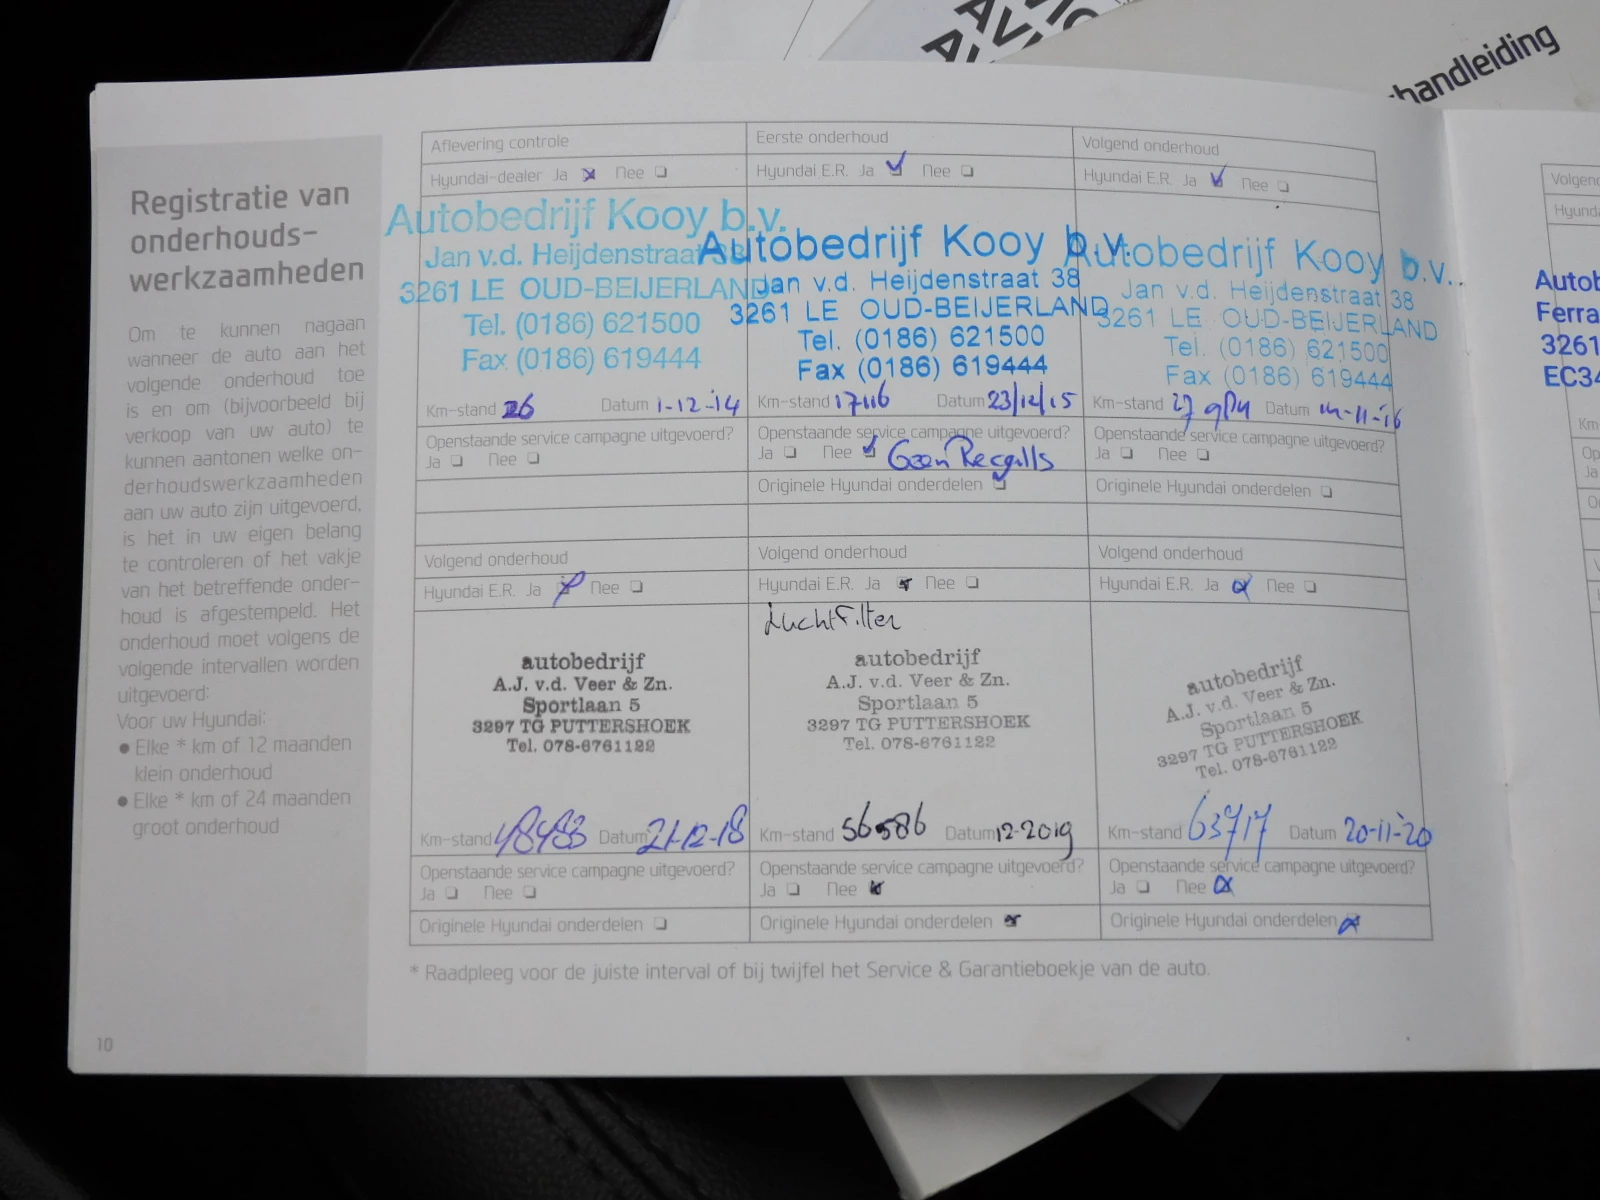 handleiding
Registratie van
onderhouds-
werkzaamheden
Om te kunnen nagaan
wanneer de auto aan het
volgende onderhoud toe
is en om (bijvoorbeeld bij
verkoop van uw auto) te
kunnen aantonen welke on-
derhoudswerkzaamheden
aan uw auto zijn uitgevoerd,
is het in uw eigen belang
te controleren of het vakje
van het betreffende onder-
houd is afgestempeld. Het
onderhoud moet volgens de
volgende intervallen worden
uitgevoerd:
Voor uw Hyundai:
● Elke * km of 12 maanden
klein onderhoud
● Elke * km of 24 maanden
groot onderhoud
10
Aflevering controle
Hyundai-dealer Ja Nee
Autobedrijf Kooy b.v.
Jan v.d. Heijdenstraat 38
3261 LE OUD-BEIJERLAND
Tel. (0186) 621500
Fax (0186) 619444
Km-stand 26 Datum 1-12-'14
Openstaande service campagne uitgevoerd?
Ja Nee
Eerste onderhoud
Hyundai E.R. Ja Nee
Autobedrijf Kooy b.v.
Jan v.d. Heijdenstraat 38
3261 LE OUD-BEIJERLAND
Tel. (0186) 621500
Fax (0186) 619444
Km-stand 17116 Datum 23/12/15
Openstaande service campagne uitgevoerd?
Ja Nee Geen Recalls
Originele Hyundai onderdelen
Volgend onderhoud
Hyundai E.R. Ja Nee
Autobedrijf Kooy b.v.
Jan v.d. Heijdenstraat 38
3261 LE OUD-BEIJERLAND
Tel. (0186) 621500
Fax (0186) 619444
Km-stand Datum
Openstaande service campagne uitgevoerd?
Ja Nee
Originele Hyundai onderdelen
Volgend onderhoud
Hyundai E.R. Ja Nee
autobedrijf
A.J. v.d. Veer & Zn.
Sportlaan 5
3297 TG PUTTERSHOEK
Tel. 078-6761122
Km-stand 48483 Datum 21-12-18
Openstaande service campagne uitgevoerd?
Ja Nee
Originele Hyundai onderdelen
Volgend onderhoud
Hyundai E.R. Ja Nee
Luchtfilter
autobedrijf
A.J. v.d. Veer & Zn.
Sportlaan 5
3297 TG PUTTERSHOEK
Tel. 078-6761122
Km-stand 56586 Datum 12-2019
Openstaande service campagne uitgevoerd?
Ja Nee
Originele Hyundai onderdelen
Volgend onderhoud
Hyundai E.R. Ja Nee
autobedrijf
A.J. v.d. Veer & Zn.
Sportlaan 5
3297 TG PUTTERSHOEK
Tel. 078-6761122
Km-stand 63717 Datum 20-11-'20
Openstaande service campagne uitgevoerd?
Ja Nee
Originele Hyundai onderdelen
* Raadpleeg voor de juiste interval of bij twijfel het Service & Garantieboekje van de auto.
Volgen
Hyund
Autob
Ferra
3261
EC34
Km-
Op
Ja